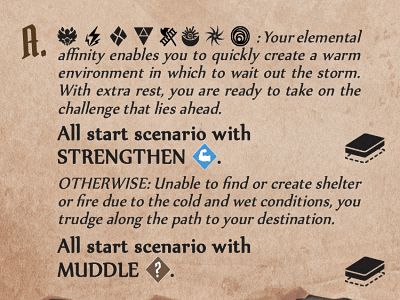 A. : Your elemental
affinity enables you to quickly create a warm
environment in which to wait out the storm.
With extra rest, you are ready to take on the
challenge that lies ahead.
All start scenario with
STRENGTHEN .
OTHERWISE: Unable to find or create shelter
or fire due to the cold and wet conditions, you
trudge along the path to your destination.
All start scenario with
MUDDLE ?.